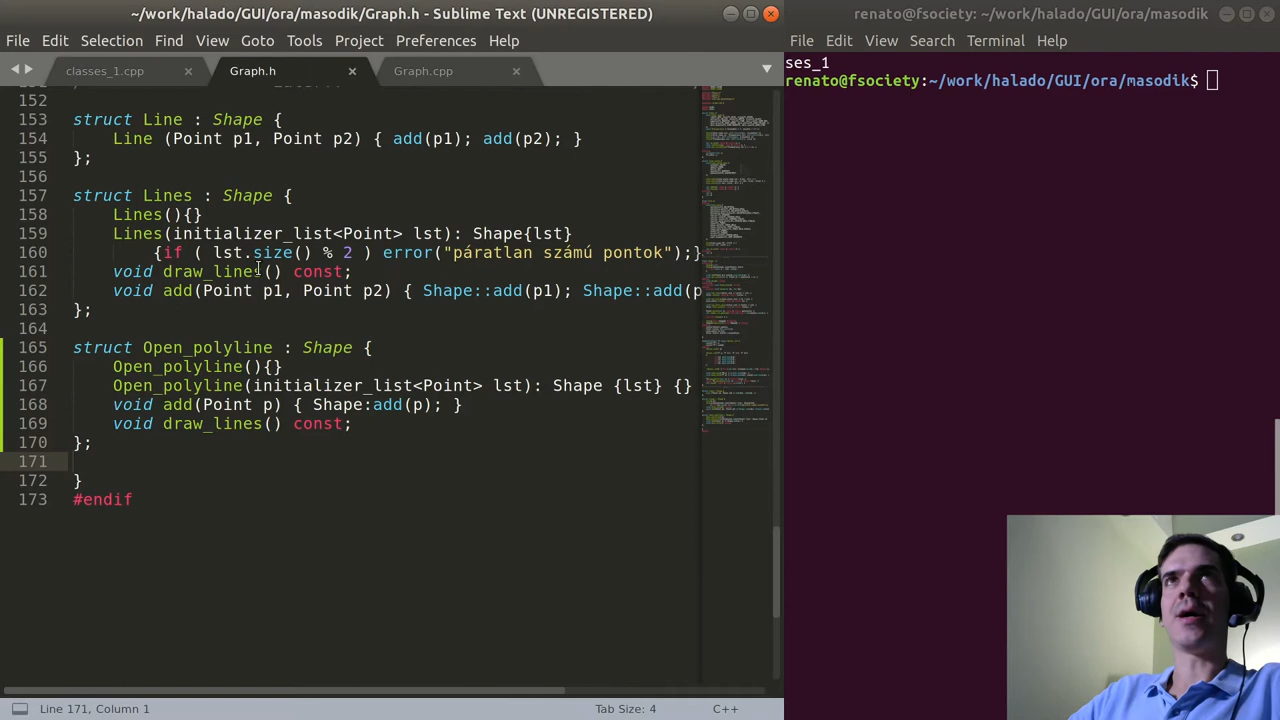 ~/work/halado/GUI/ora/masodik/Graph.h - Sublime Text (UNREGISTERED)
File Edit Selection Find View Goto Tools Project Preferences Help
classes_1.cpp Graph.h Graph.cpp
152
153 struct Line : Shape {
154 Line (Point p1, Point p2) { add(p1); add(p2); }
155 };
156
157 struct Lines : Shape {
158 Lines(){}
159 Lines(initializer_list<Point> lst): Shape{lst}
160 {if ( lst.size() % 2 ) error("páratlan számú pontok");}
161 void draw_lines() const;
162 void add(Point p1, Point p2) { Shape::add(p1); Shape::add(p
163 };
164
165 struct Open_polyline : Shape {
166 Open_polyline(){}
167 Open_polyline(initializer_list<Point> lst): Shape {lst} {}
168 void add(Point p) { Shape:add(p); }
169 void draw_lines() const;
170 };
171
172 }
173 #endif
Line 171, Column 1 Tab Size: 4 C++
renato@fsociety: ~/work/halado/GUI/ora/masodik
File Edit View Search Terminal Help
ses_1
renato@fsociety:~/work/halado/GUI/ora/masodik$